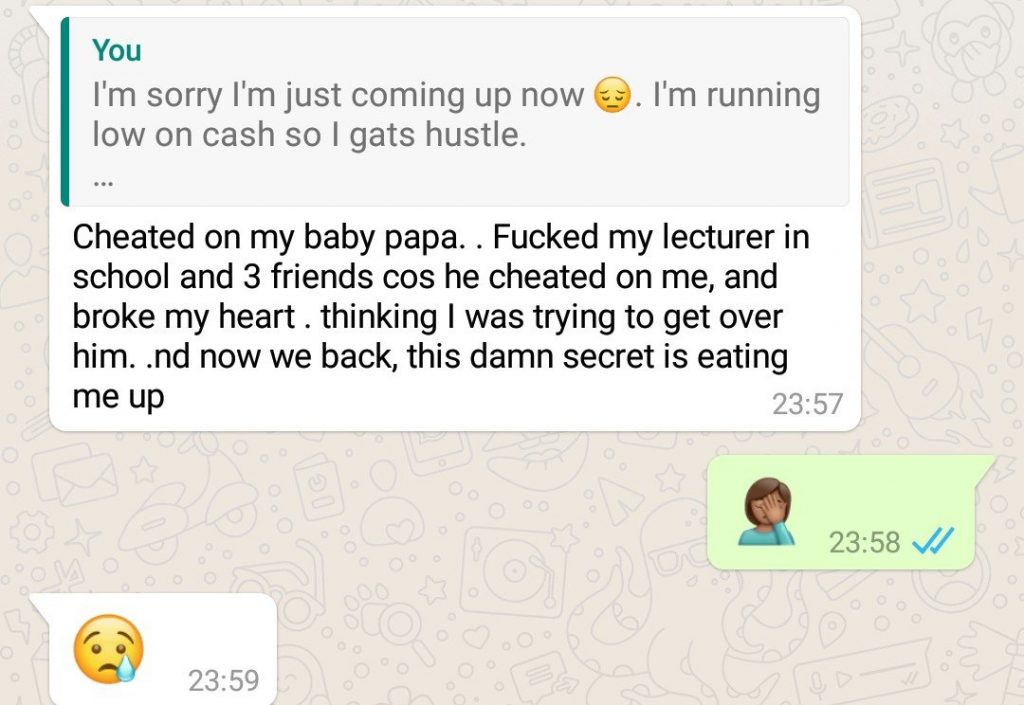 You
I'm sorry I'm just coming up now 😔. I'm running
low on cash so I gats hustle.
...
Cheated on my baby papa. . Fucked my lecturer in
school and 3 friends cos he cheated on me, and
broke my heart . thinking I was trying to get over
him. .nd now we back, this damn secret is eating
me up
23:57
🤦🏾‍♀️ 23:58
😢 23:59